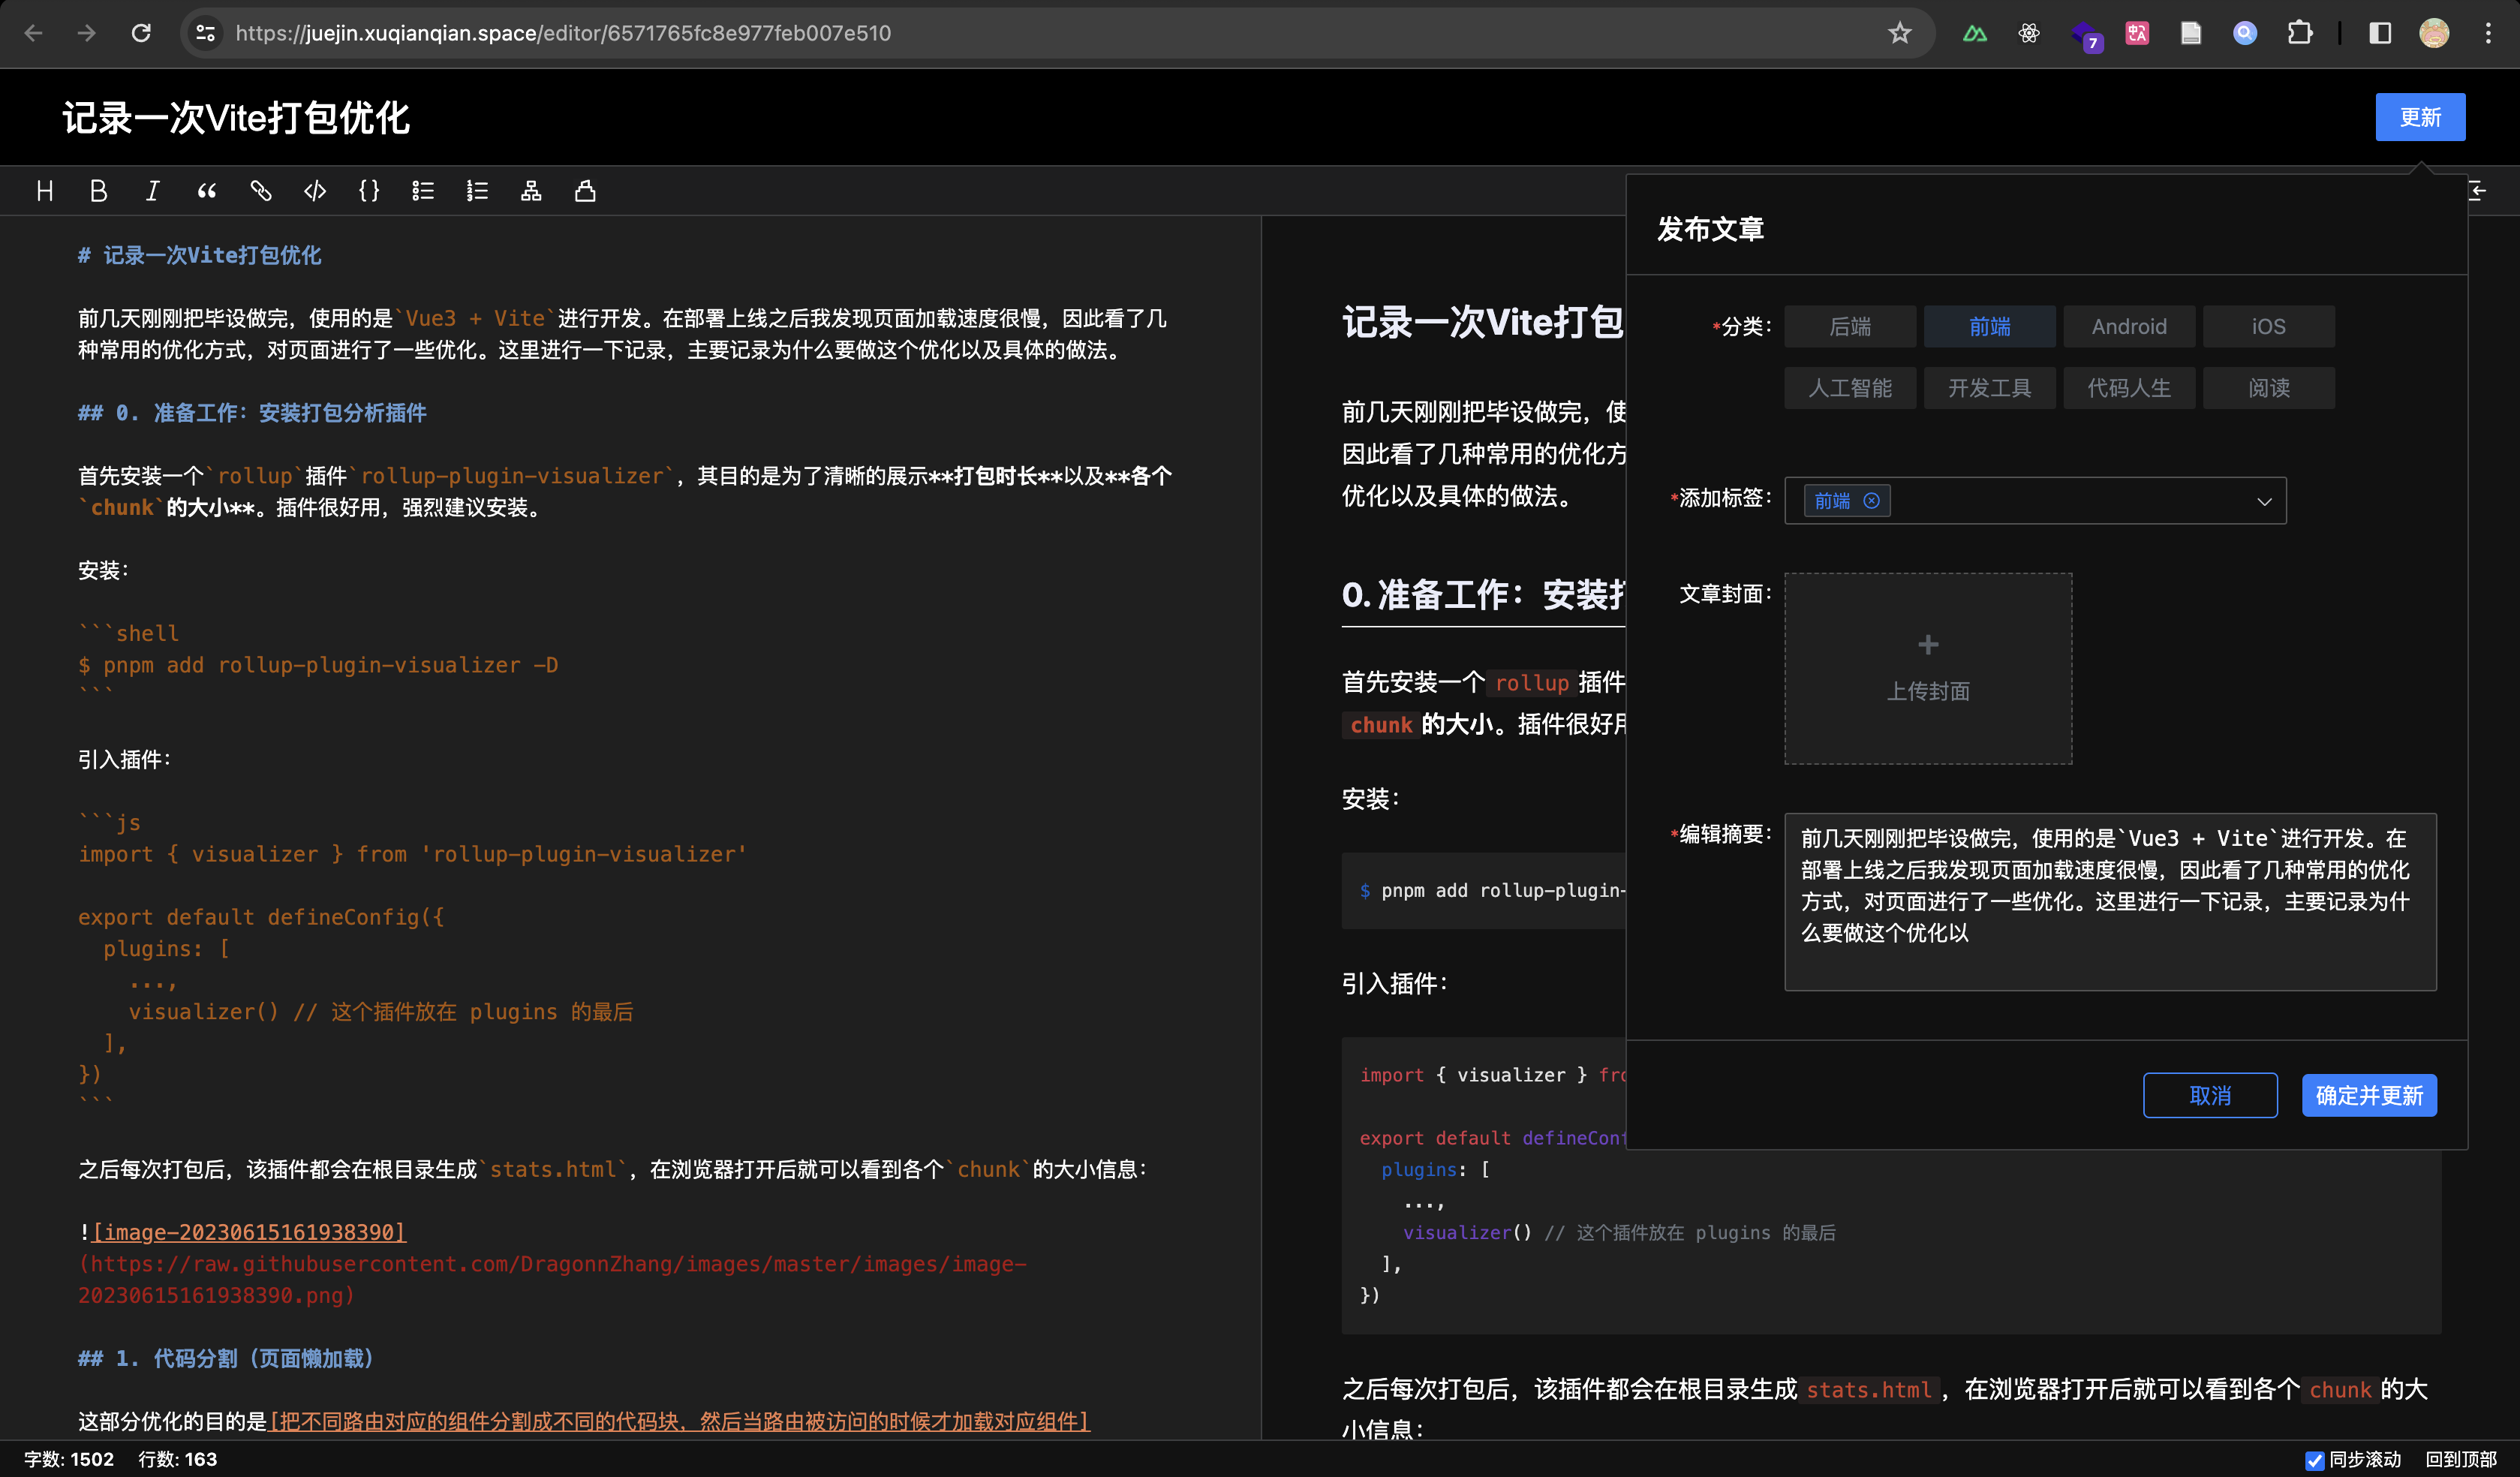 https://juejin.xuqianqian.space/editor/6571765fc8e977feb007e510
7
记录一次Vite打包优化
更新
# 记录一次Vite打包优化
前几天刚刚把毕设做完，使用的是`Vue3 + Vite`进行开发。在部署上线之后我发现页面加载速度很慢，因此看了几
种常用的优化方式，对页面进行了一些优化。这里进行一下记录，主要记录为什么要做这个优化以及具体的做法。
## 0. 准备工作：安装打包分析插件
首先安装一个`rollup`插件`rollup-plugin-visualizer`，其目的是为了清晰的展示**打包时长**以及**各个
`chunk`的大小**。插件很好用，强烈建议安装。
安装：
```shell
$ pnpm add rollup-plugin-visualizer -D
```
引入插件：
```js
import { visualizer } from 'rollup-plugin-visualizer'
export default defineConfig({
plugins: [
...,
visualizer() // 这个插件放在 plugins 的最后
],
})
```
之后每次打包后，该插件都会在根目录生成`stats.html`，在浏览器打开后就可以看到各个`chunk`的大小信息：
![image-20230615161938390]
(https://raw.githubusercontent.com/DragonnZhang/images/master/images/image-
20230615161938390.png)
## 1. 代码分割（页面懒加载）
这部分优化的目的是[把不同路由对应的组件分割成不同的代码块，然后当路由被访问的时候才加载对应组件]
记录一次Vite打包
前几天刚刚把毕设做完，使
因此看了几种常用的优化方
优化以及具体的做法。
0. 准备工作：安装打
首先安装一个 rollup 插件
chunk 的大小。插件很好用
安装：
$ pnpm add rollup-plugin-
引入插件：
import { visualizer } fro
export default defineConf
plugins: [
...,
visualizer() // 这个插件放在 plugins 的最后
],
})
之后每次打包后，该插件都会在根目录生成 stats.html ，在浏览器打开后就可以看到各个 chunk 的大
小信息：
发布文章
*分类：
后端 前端 Android iOS
人工智能 开发工具 代码人生 阅读
*添加标签：
前端
文章封面：
上传封面
*编辑摘要：
前几天刚刚把毕设做完，使用的是`Vue3 + Vite`进行开发。在
部署上线之后我发现页面加载速度很慢，因此看了几种常用的优化
方式，对页面进行了一些优化。这里进行一下记录，主要记录为什
么要做这个优化以
取消 确定并更新
字数: 1502 行数: 163
同步滚动 回到顶部